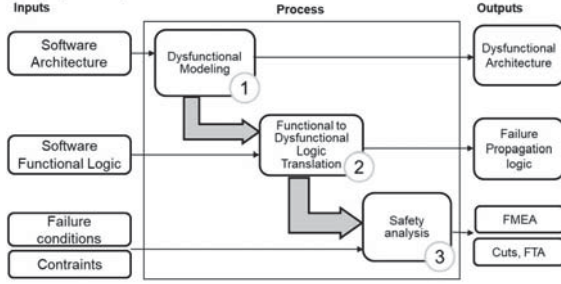 Inputs
Process
Outputs
Software
Architecture
Dysfunctional
Modeling
1
Dysfunctional
Architecture
Software
Functional Logic
Functional to
Dysfunctional
Logic
Translation
2
Failure
Propagation
logic
Failure
conditions
Contraints
Safety
analysis
3
FMEA
Cuts, FTA